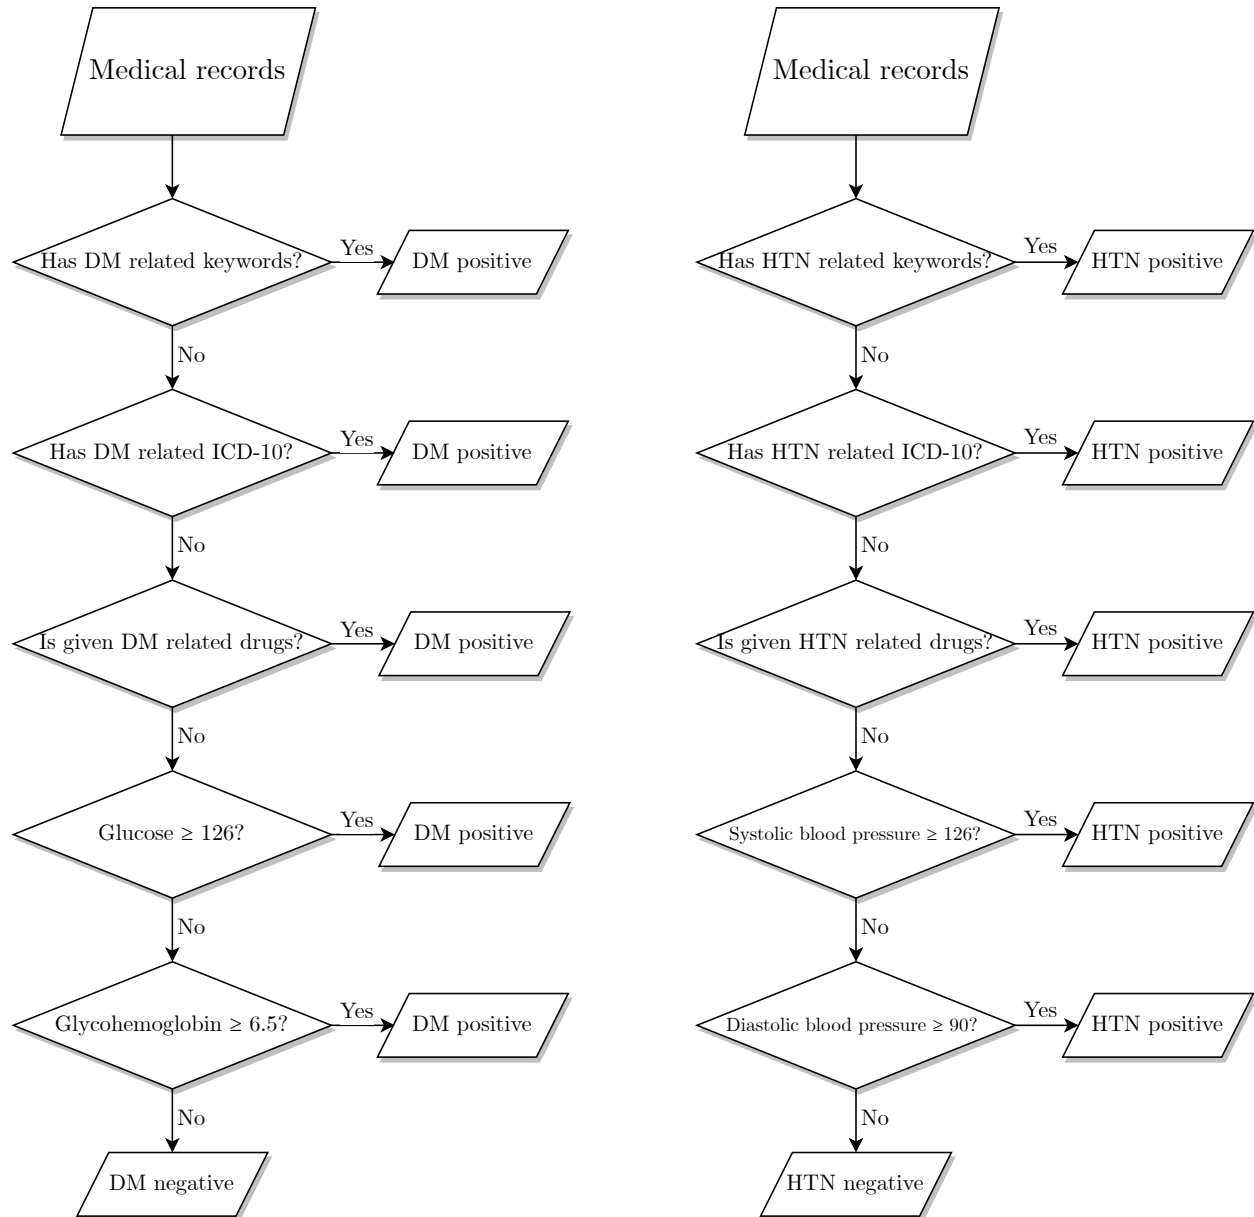 Medical records
Has DM related keywords?
Yes
DM positive
No
Has DM related ICD-10?
Yes
DM positive
No
Is given DM related drugs?
Yes
DM positive
No
Glucose ≥ 126?
Yes
DM positive
No
Glycohemoglobin ≥ 6.5?
Yes
DM positive
No
DM negative
Medical records
Has HTN related keywords?
Yes
HTN positive
No
Has HTN related ICD-10?
Yes
HTN positive
No
Is given HTN related drugs?
Yes
HTN positive
No
Systolic blood pressure ≥ 126?
Yes
HTN positive
No
Diastolic blood pressure ≥ 90?
Yes
HTN positive
No
HTN negative